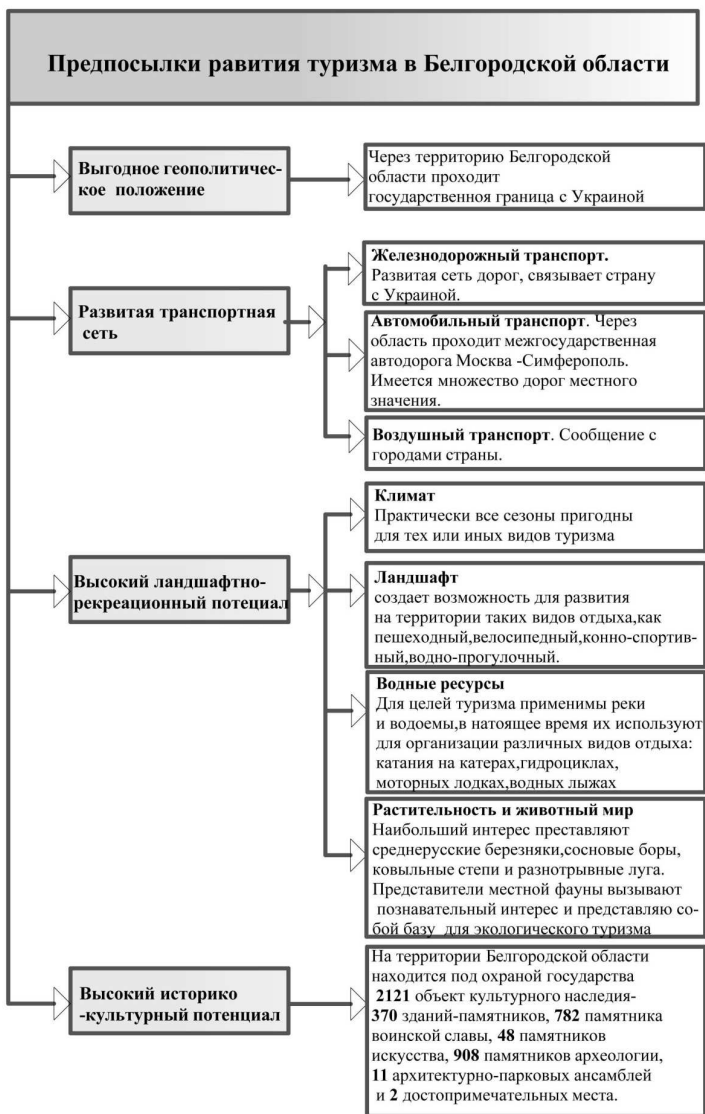 Предпосылки равития туризма в Белгородской области
Выгодное геополитичес-
кое положение
Через территорию Белгородской
области проходит
государственноя граница с Украиной
Развитая транспортная
сеть
Железнодорожный транспорт.
Развитая сеть дорог, связывает страну
с Украиной.
Автомобильный транспорт. Через
область проходит межгосударственная
автодорога Москва -Симферополь.
Имеется множество дорог местного
значения.
Воздушный транспорт. Сообщение с
городами страны.
Высокий ландшафтно-
рекреационный потециал
Климат
Практически все сезоны пригодны
для тех или иных видов туризма
Ландшафт
создает возможность для развития
на территории таких видов отдыха,как
пешеходный,велосипедный,конно-спортив-
ный,водно-прогулочный.
Водные ресурсы
Для целей туризма применимы реки
и водоемы,в натоящее время их используют
для организации различных видов отдыха:
катания на катерах,гидроциклах,
моторных лодках,водных лыжах
Растительность и животный мир
Наибольший интерес преставляют
среднерусские березняки,сосновые боры,
ковыльные степи и разнотрывные луга.
Представители местной фауны вызывают
познавательный интерес и представляю со-
бой базу для экологического туризма
Высокий историко
-культурный потенциал
На территории Белгородской области
находится под охраной государства
2121 объект культурного наследия-
370 зданий-памятников, 782 памятника
воинской славы, 48 памятников
искусства, 908 памятников археологии,
11 архитектурно-парковых ансамблей
и 2 достопримечательных места.